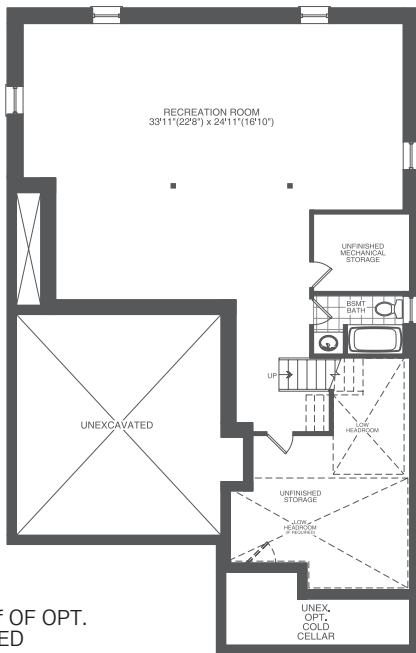 RECREATION ROOM
33'11"(22'8") x 24'11"(16'10")
UNFINISHED
MECHANICAL
STORAGE
BSMT
BATH
UP
LOW
HEADROOM
UNEXCAVATED
UNFINISHED
STORAGE
LOW
HEADROOM
(IF REQUIRED)
UNEX.
OPT.
COLD
CELLAR
OF OPT.
ED